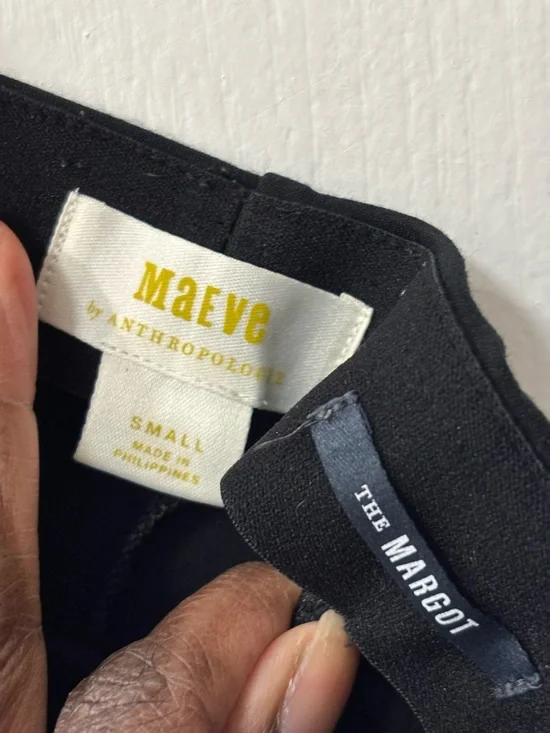 MaEVe
by ANTHROPOLOGIE
SMALL
MADE IN
PHILIPPINES
THE MARGOT